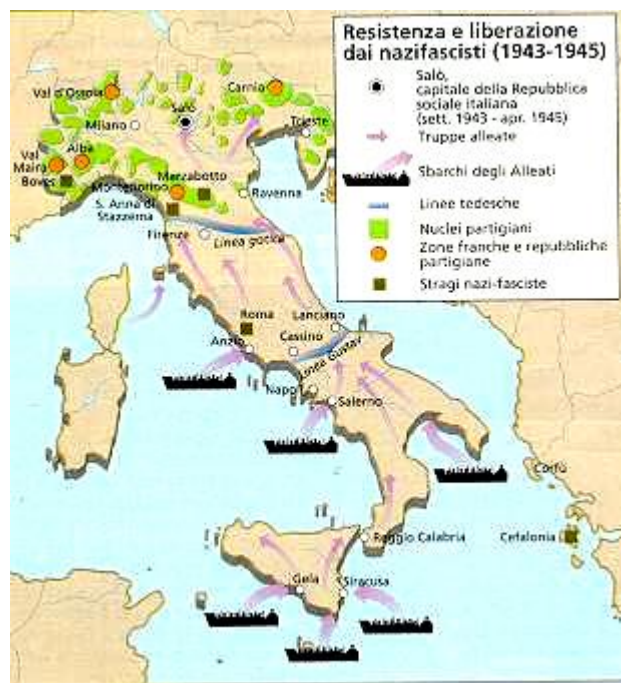 Resistenza e liberazione
dai nazifascisti (1943-1945)
Salò,
capitale della Repubblica
sociale italiana
(sett. 1943 - apr. 1945)
Truppe alleate
Sbarchi degli Alleati
Linee tedesche
Nuclei partigiani
Zone franche e repubbliche
partigiane
Stragi nazi-fasciste
Val d'Ossola
Carnia
Salò
Milano
Trieste
Val
Maira
Alba
Boves
Marzabotto
Montefiorino
Ravenna
S. Anna di
Stazzema
Firenze
Linea gotica
Roma
Lanciano
Anzio
Cassino
Linea Gustav
Napo
Salerno
Corfù
Reggio Calabria
Cefalonia
Gela
Siracusa